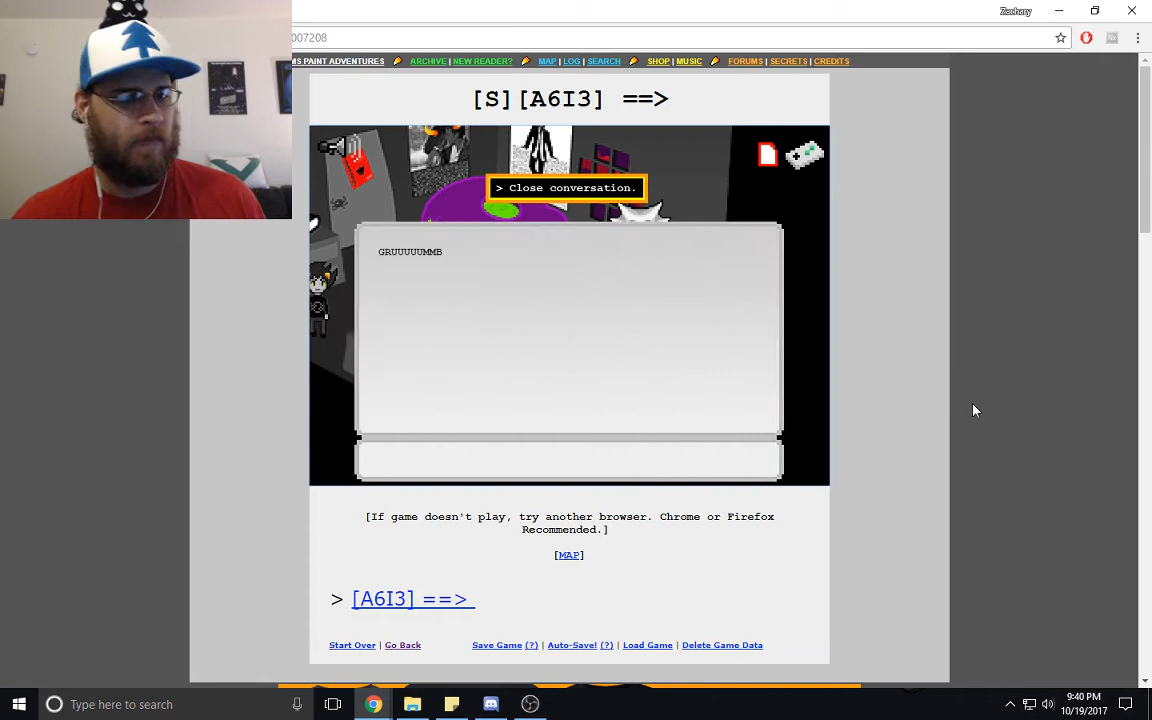 Zachary
007208
MS PAINT ADVENTURES ARCHIVE | NEW READER? MAP | LOG | SEARCH SHOP | MUSIC FORUMS | SECRETS | CREDITS
[S][A6I3] ==>
> Close conversation.
GRUUUUUMMB
[If game doesn't play, try another browser. Chrome or Firefox
Recommended.]
[MAP]
> [A6I3] ==>
Start Over | Go Back Save Game (?) | Auto-Save! (?) | Load Game | Delete Game Data
Type here to search
9:40 PM
10/19/2017